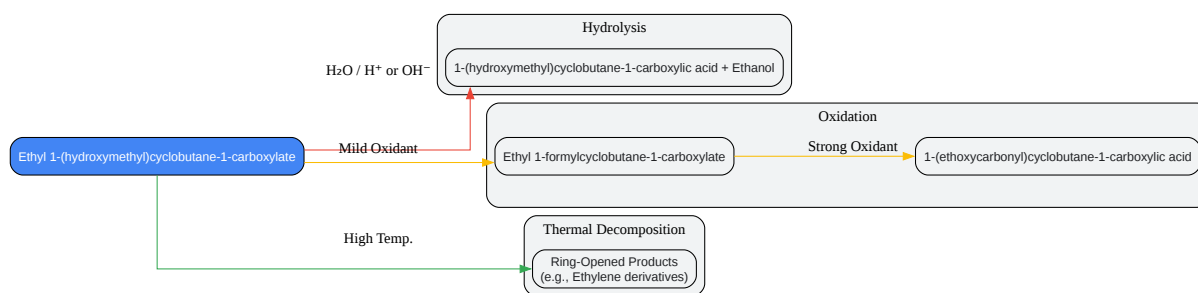 Hydrolysis
1-(hydroxymethyl)cyclobutane-1-carboxylic acid + Ethanol
H₂O / H⁺ or OH⁻
Oxidation
Ethyl 1-(hydroxymethyl)cyclobutane-1-carboxylate
Mild Oxidant
Ethyl 1-formylcyclobutane-1-carboxylate
Strong Oxidant
1-(ethoxycarbonyl)cyclobutane-1-carboxylic acid
Thermal Decomposition
High Temp.
Ring-Opened Products
(e.g., Ethylene derivatives)